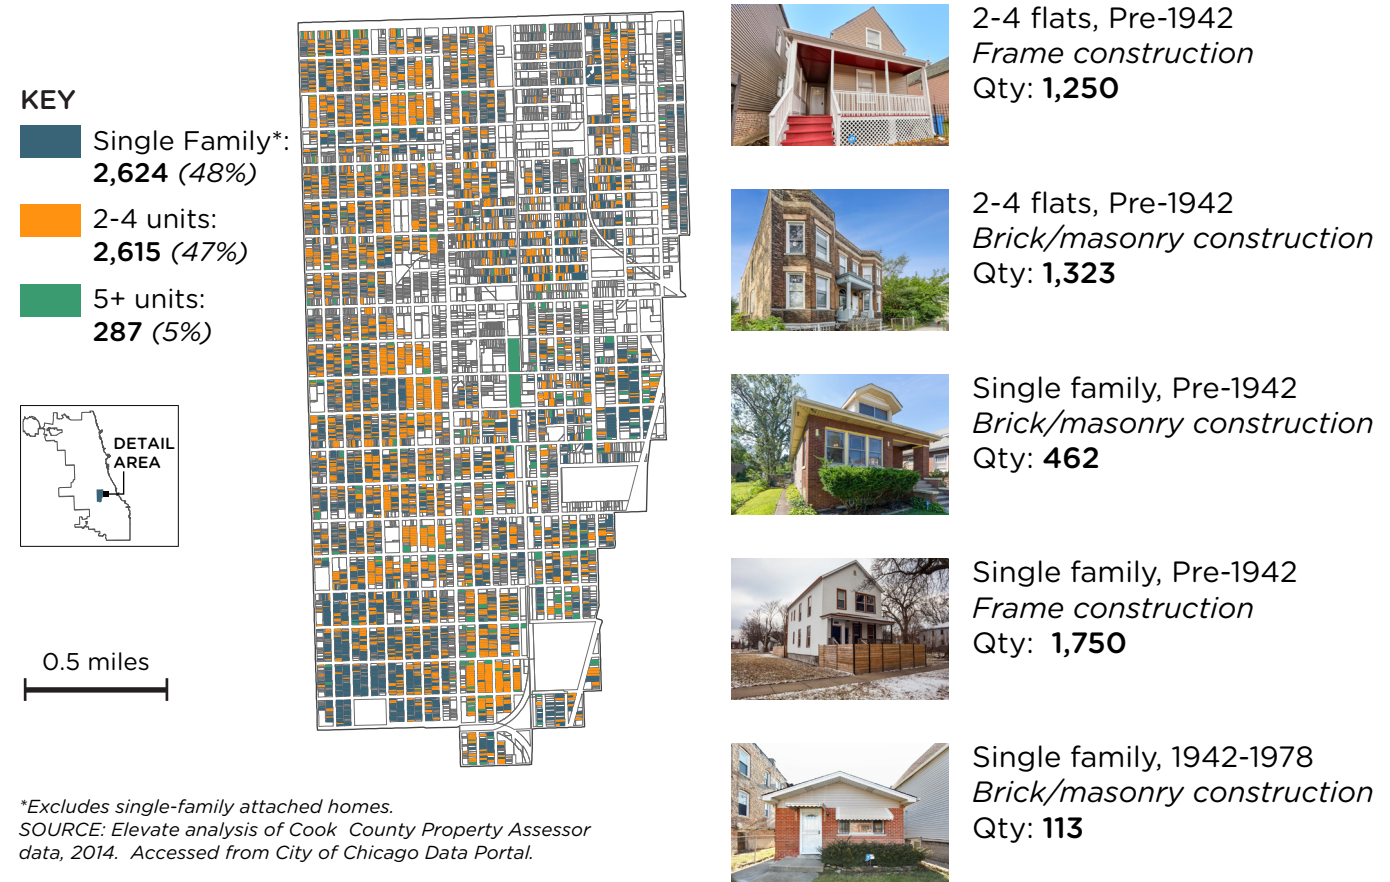 KEY
Single Family*:
2,624 (48%)
2-4 units:
2,615 (47%)
5+ units:
287 (5%)
DETAIL
AREA
0.5 miles
*Excludes single-family attached homes.
SOURCE: Elevate analysis of Cook County Property Assessor
data, 2014. Accessed from City of Chicago Data Portal.
2-4 flats, Pre-1942
Frame construction
Qty: 1,250
2-4 flats, Pre-1942
Brick/masonry construction
Qty: 1,323
Single family, Pre-1942
Brick/masonry construction
Qty: 462
Single family, Pre-1942
Frame construction
Qty: 1,750
Single family, 1942-1978
Brick/masonry construction
Qty: 113